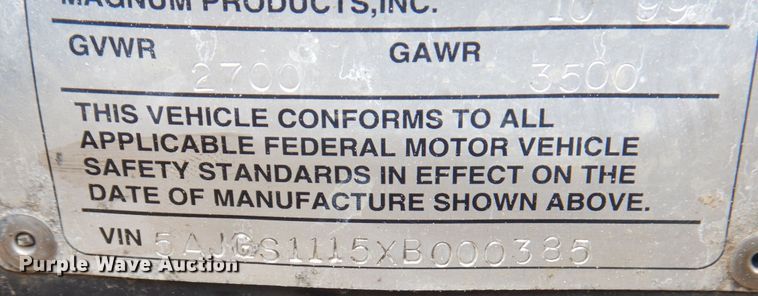 MAGNUM PRODUCTS,INC. 10 99
GVWR GAWR
2700 3500
THIS VEHICLE CONFORMS TO ALL
APPLICABLE FEDERAL MOTOR VEHICLE
SAFETY STANDARDS IN EFFECT ON THE
DATE OF MANUFACTURE SHOWN ABOVE.
VIN 5AJGS1115XB000385
Purple Wave Auction